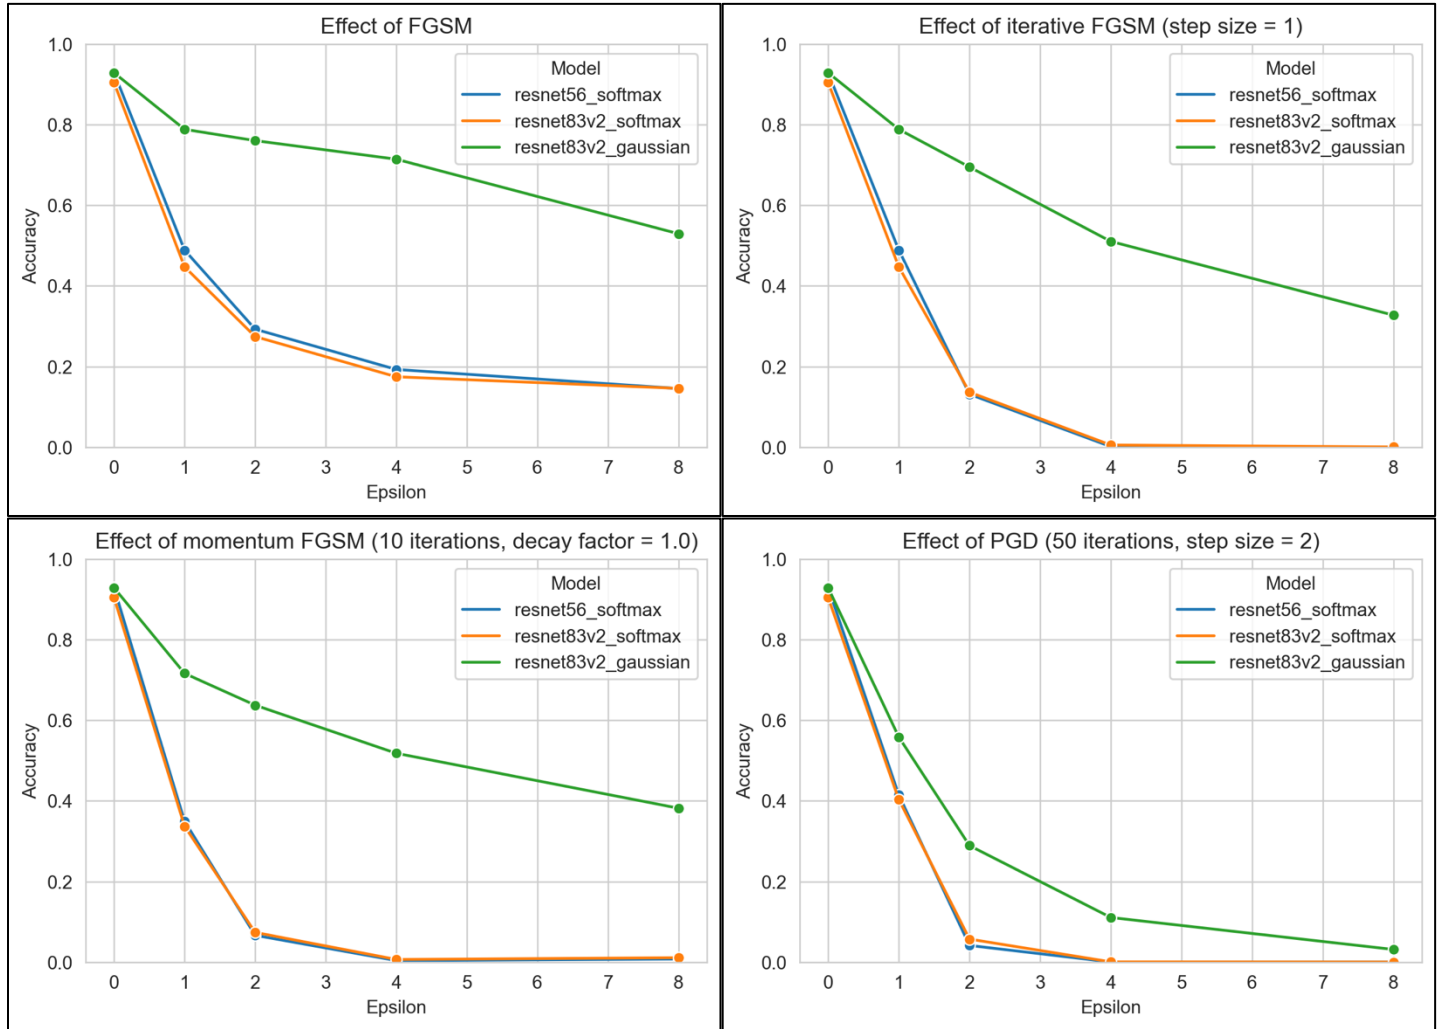 Effect of FGSM
1.0
0.8
0.6
0.4
0.2
0.0
Accuracy
Model
resnet56_softmax
resnet83v2_softmax
resnet83v2_gaussian
0 1 2 3 4 5 6 7 8
Epsilon
Effect of iterative FGSM (step size = 1)
1.0
0.8
0.6
0.4
0.2
0.0
Accuracy
Model
resnet56_softmax
resnet83v2_softmax
resnet83v2_gaussian
0 1 2 3 4 5 6 7 8
Epsilon
Effect of momentum FGSM (10 iterations, decay factor = 1.0)
1.0
0.8
0.6
0.4
0.2
0.0
Accuracy
Model
resnet56_softmax
resnet83v2_softmax
resnet83v2_gaussian
0 1 2 3 4 5 6 7 8
Epsilon
Effect of PGD (50 iterations, step size = 2)
1.0
0.8
0.6
0.4
0.2
0.0
Accuracy
Model
resnet56_softmax
resnet83v2_softmax
resnet83v2_gaussian
0 1 2 3 4 5 6 7 8
Epsilon